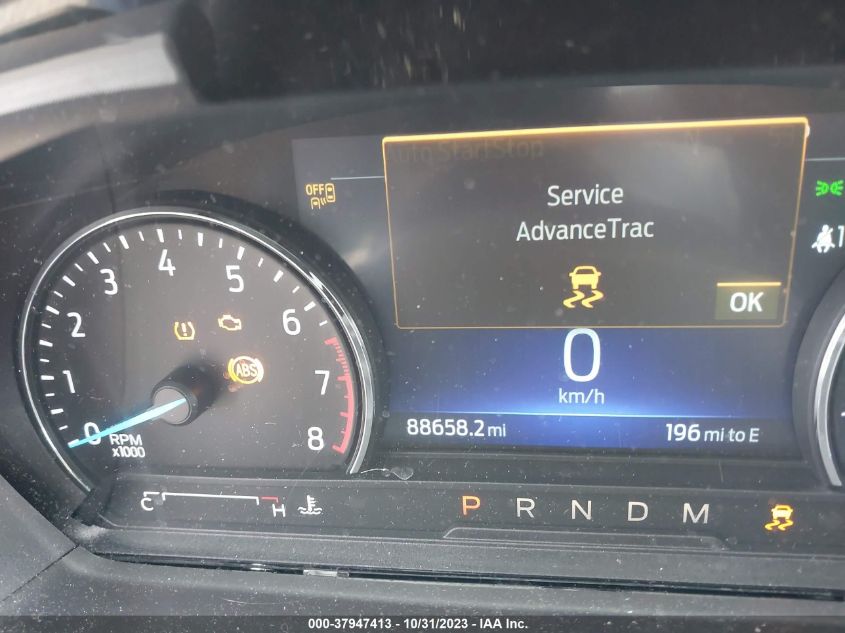 Auto StartStop
OFF
Service
AdvanceTrac
OK
1
0
km/h
88658.2 mi
196 mi to E
0
1
2
3
4
5
6
7
8
RPM
x1000
ABS
C
H
P R N D M
000-37947413 - 10/31/2023 - IAA Inc.